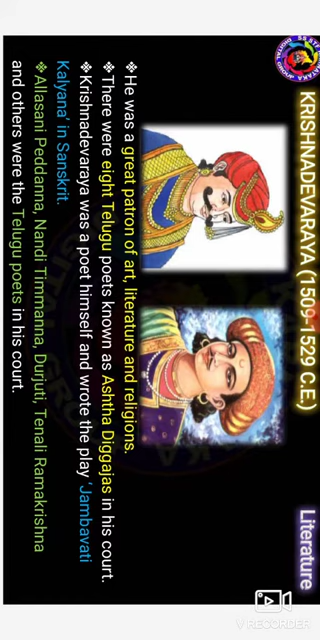 KRISHNADEVARAYA (1509-1529 C.E.)
Literature
❖He was a great patron of art, literature and religions.
❖There were eight Telugu poets known as Ashtha Diggajas in his court.
❖Krishnadevaraya was a poet himself and wrote the play 'Jambavati
Kalyana' in Sanskrit.
❖Allasani Peddanna, Nandi Timmanna, Durjuti, Tenali Ramakrishna
and others were the Telugu poets in his court.
RECORDER